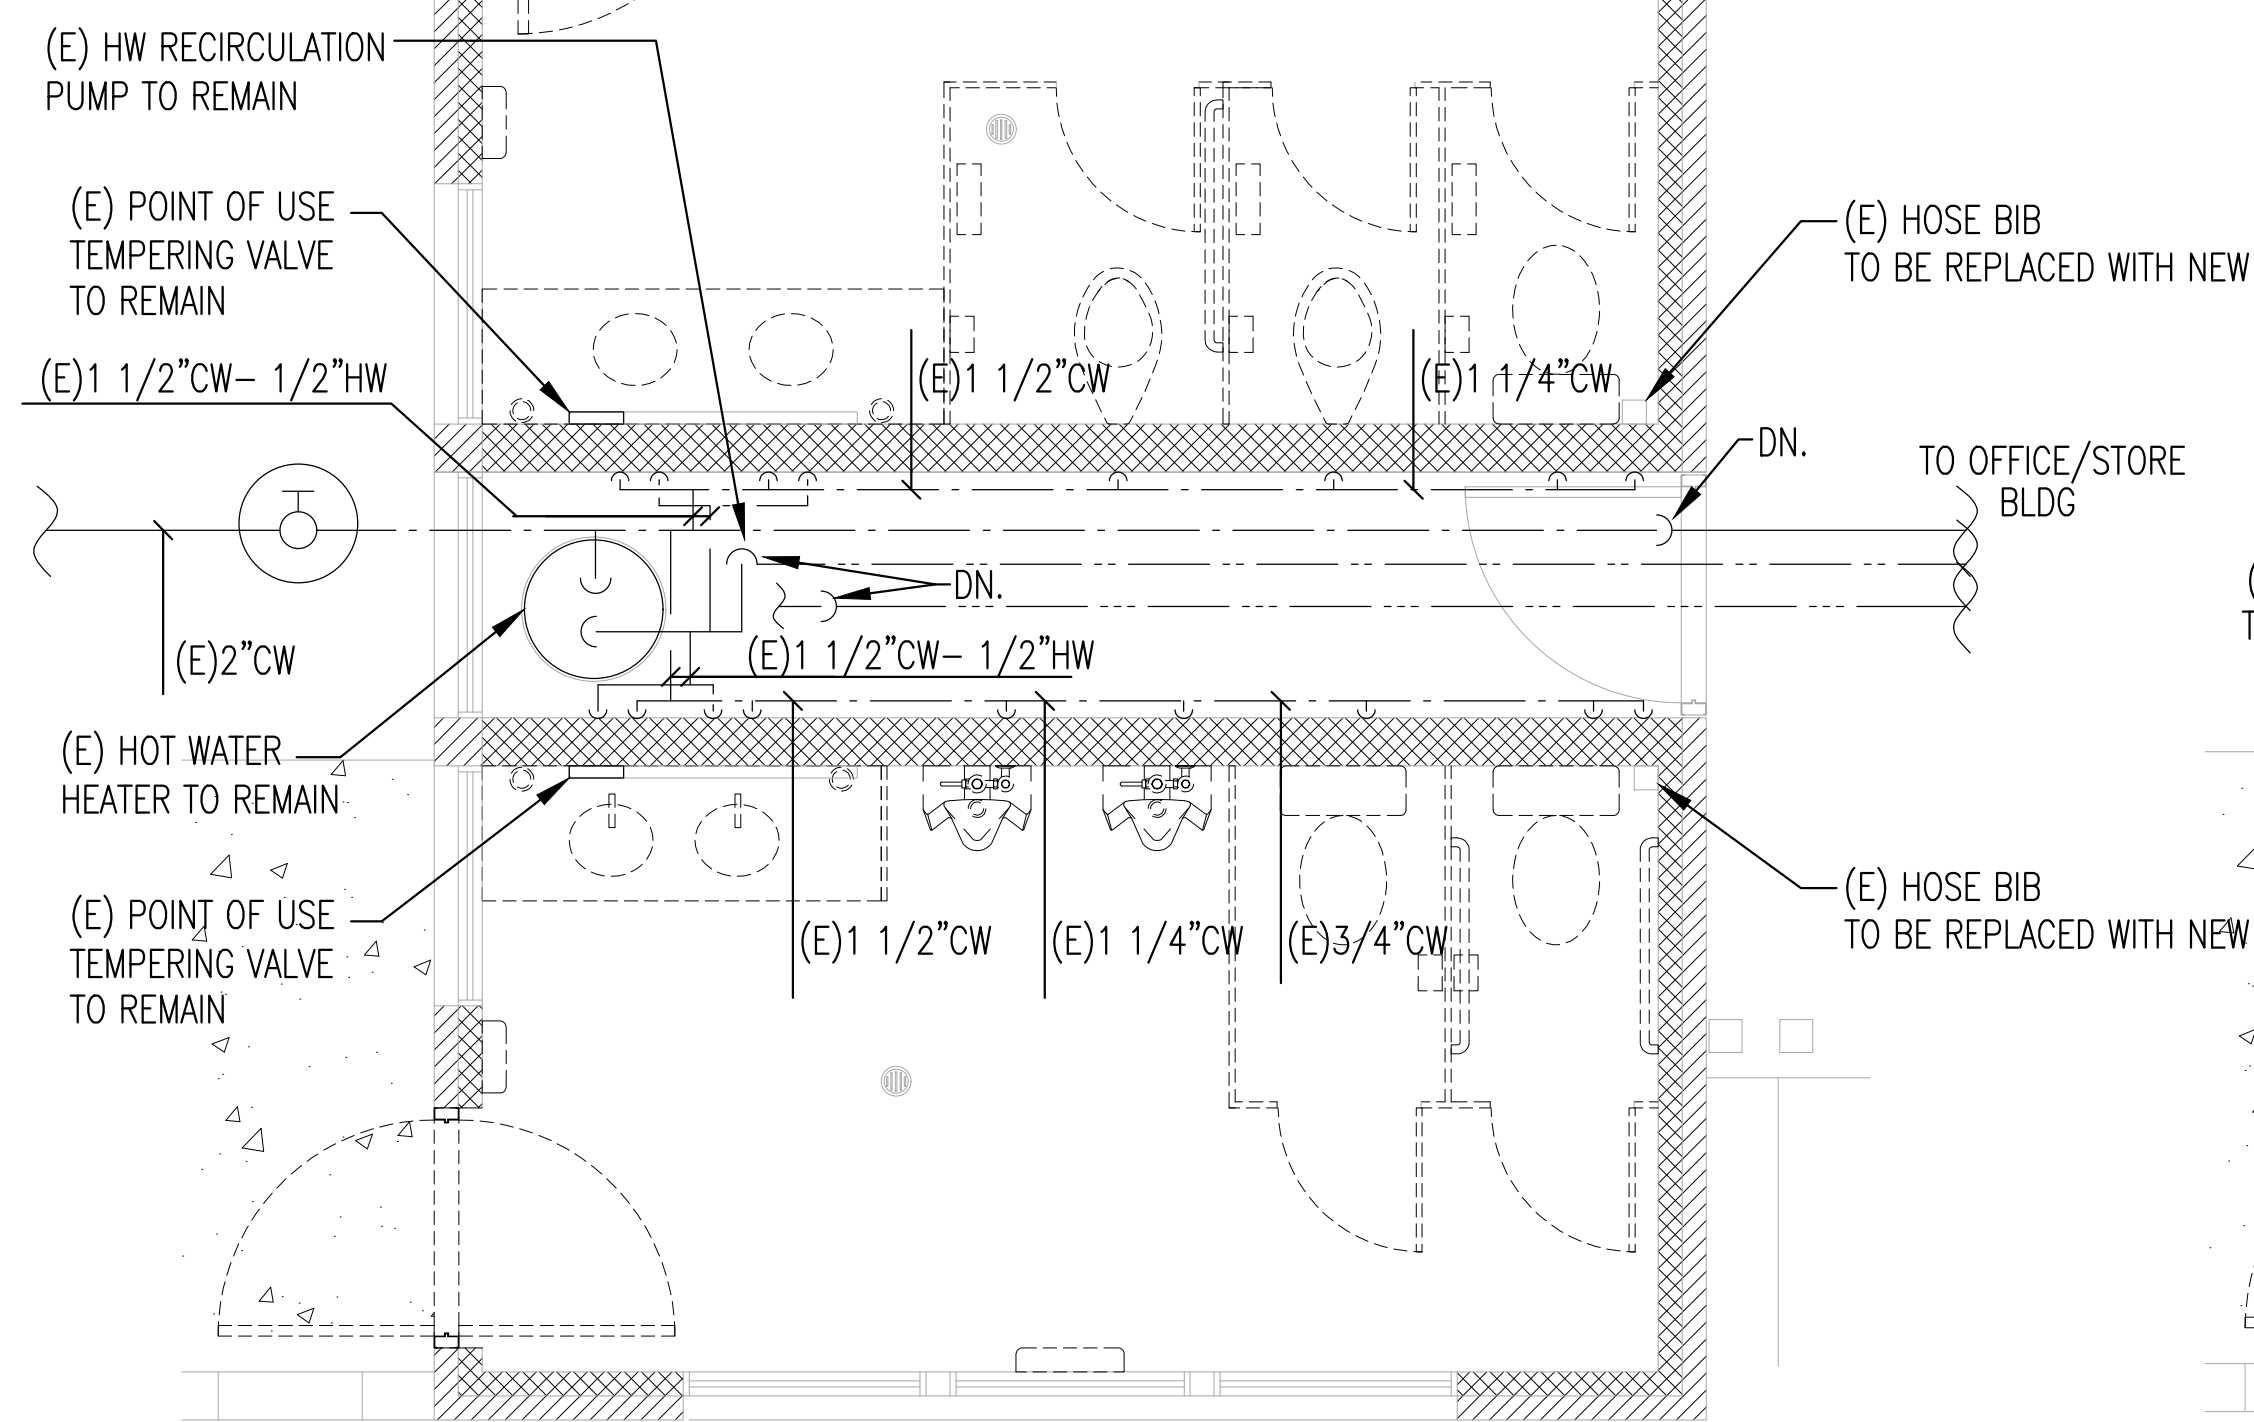 (E) HW RECIRCULATION
PUMP TO REMAIN
(E) POINT OF USE
TEMPERING VALVE
TO REMAIN
(E) HOSE BIB
TO BE REPLACED WITH NEW
(E)1 1/2"CW– 1/2"HW
(E)1 1/2"CW
(E)1 1/4"CW
DN.
TO OFFICE/STORE
BLDG
DN.
(E)2"CW
(E)1 1/2"CW– 1/2"HW
(E) HOT WATER
HEATER TO REMAIN
(E) POINT OF USE
TEMPERING VALVE
TO REMAIN
(E)1 1/2"CW
(E)1 1/4"CW
(E)3/4"CW
(E) HOSE BIB
TO BE REPLACED WITH NEW